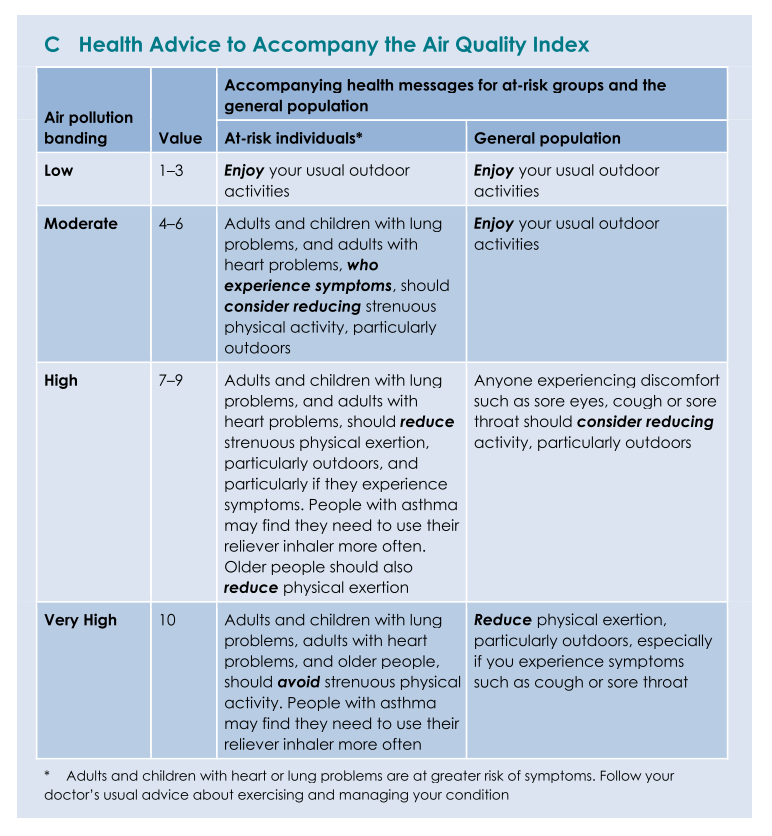 C Health Advice to Accompany the Air Quality Index
Accompanying health messages for at-risk groups and the
general population
Air pollution
banding
Value
At-risk individuals*
General population
Low
1–3
Enjoy your usual outdoor
activities
Enjoy your usual outdoor
activities
Moderate
4–6
Adults and children with lung
problems, and adults with
heart problems, who
experience symptoms, should
consider reducing strenuous
physical activity, particularly
outdoors
Enjoy your usual outdoor
activities
High
7–9
Adults and children with lung
problems, and adults with
heart problems, should reduce
strenuous physical exertion,
particularly outdoors, and
particularly if they experience
symptoms. People with asthma
may find they need to use their
reliever inhaler more often.
Older people should also
reduce physical exertion
Anyone experiencing discomfort
such as sore eyes, cough or sore
throat should consider reducing
activity, particularly outdoors
Very High
10
Adults and children with lung
problems, adults with heart
problems, and older people,
should avoid strenuous physical
activity. People with asthma
may find they need to use their
reliever inhaler more often
Reduce physical exertion,
particularly outdoors, especially
if you experience symptoms
such as cough or sore throat
* Adults and children with heart or lung problems are at greater risk of symptoms. Follow your
doctor’s usual advice about exercising and managing your condition